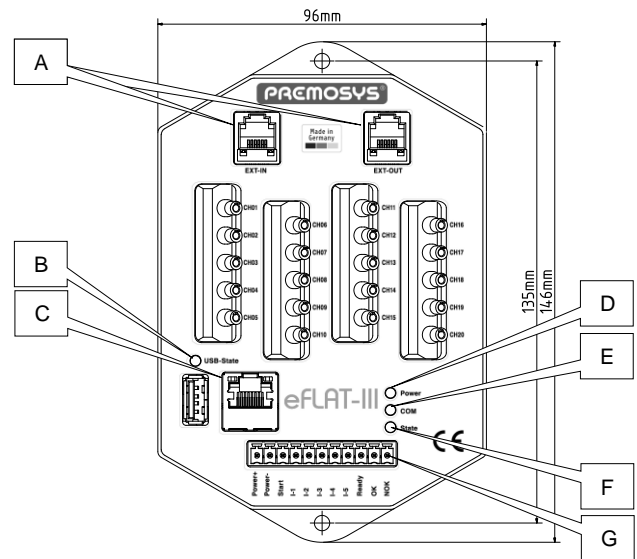 96mm
A
PREMOSYS®
Made in
Germany
EXT-IN
EXT-OUT
CH01
CH02
CH03
CH04
CH05
CH06
CH07
CH08
CH09
CH10
CH11
CH12
CH13
CH14
CH15
CH16
CH17
CH18
CH19
CH20
135mm
146mm
B
C
D
E
F
G
USB-State
eFLAT-III
Power
COM
State
CE
Power+
Power-
Start
I-1
I-2
I-3
I-4
I-5
Ready
OK
NOK